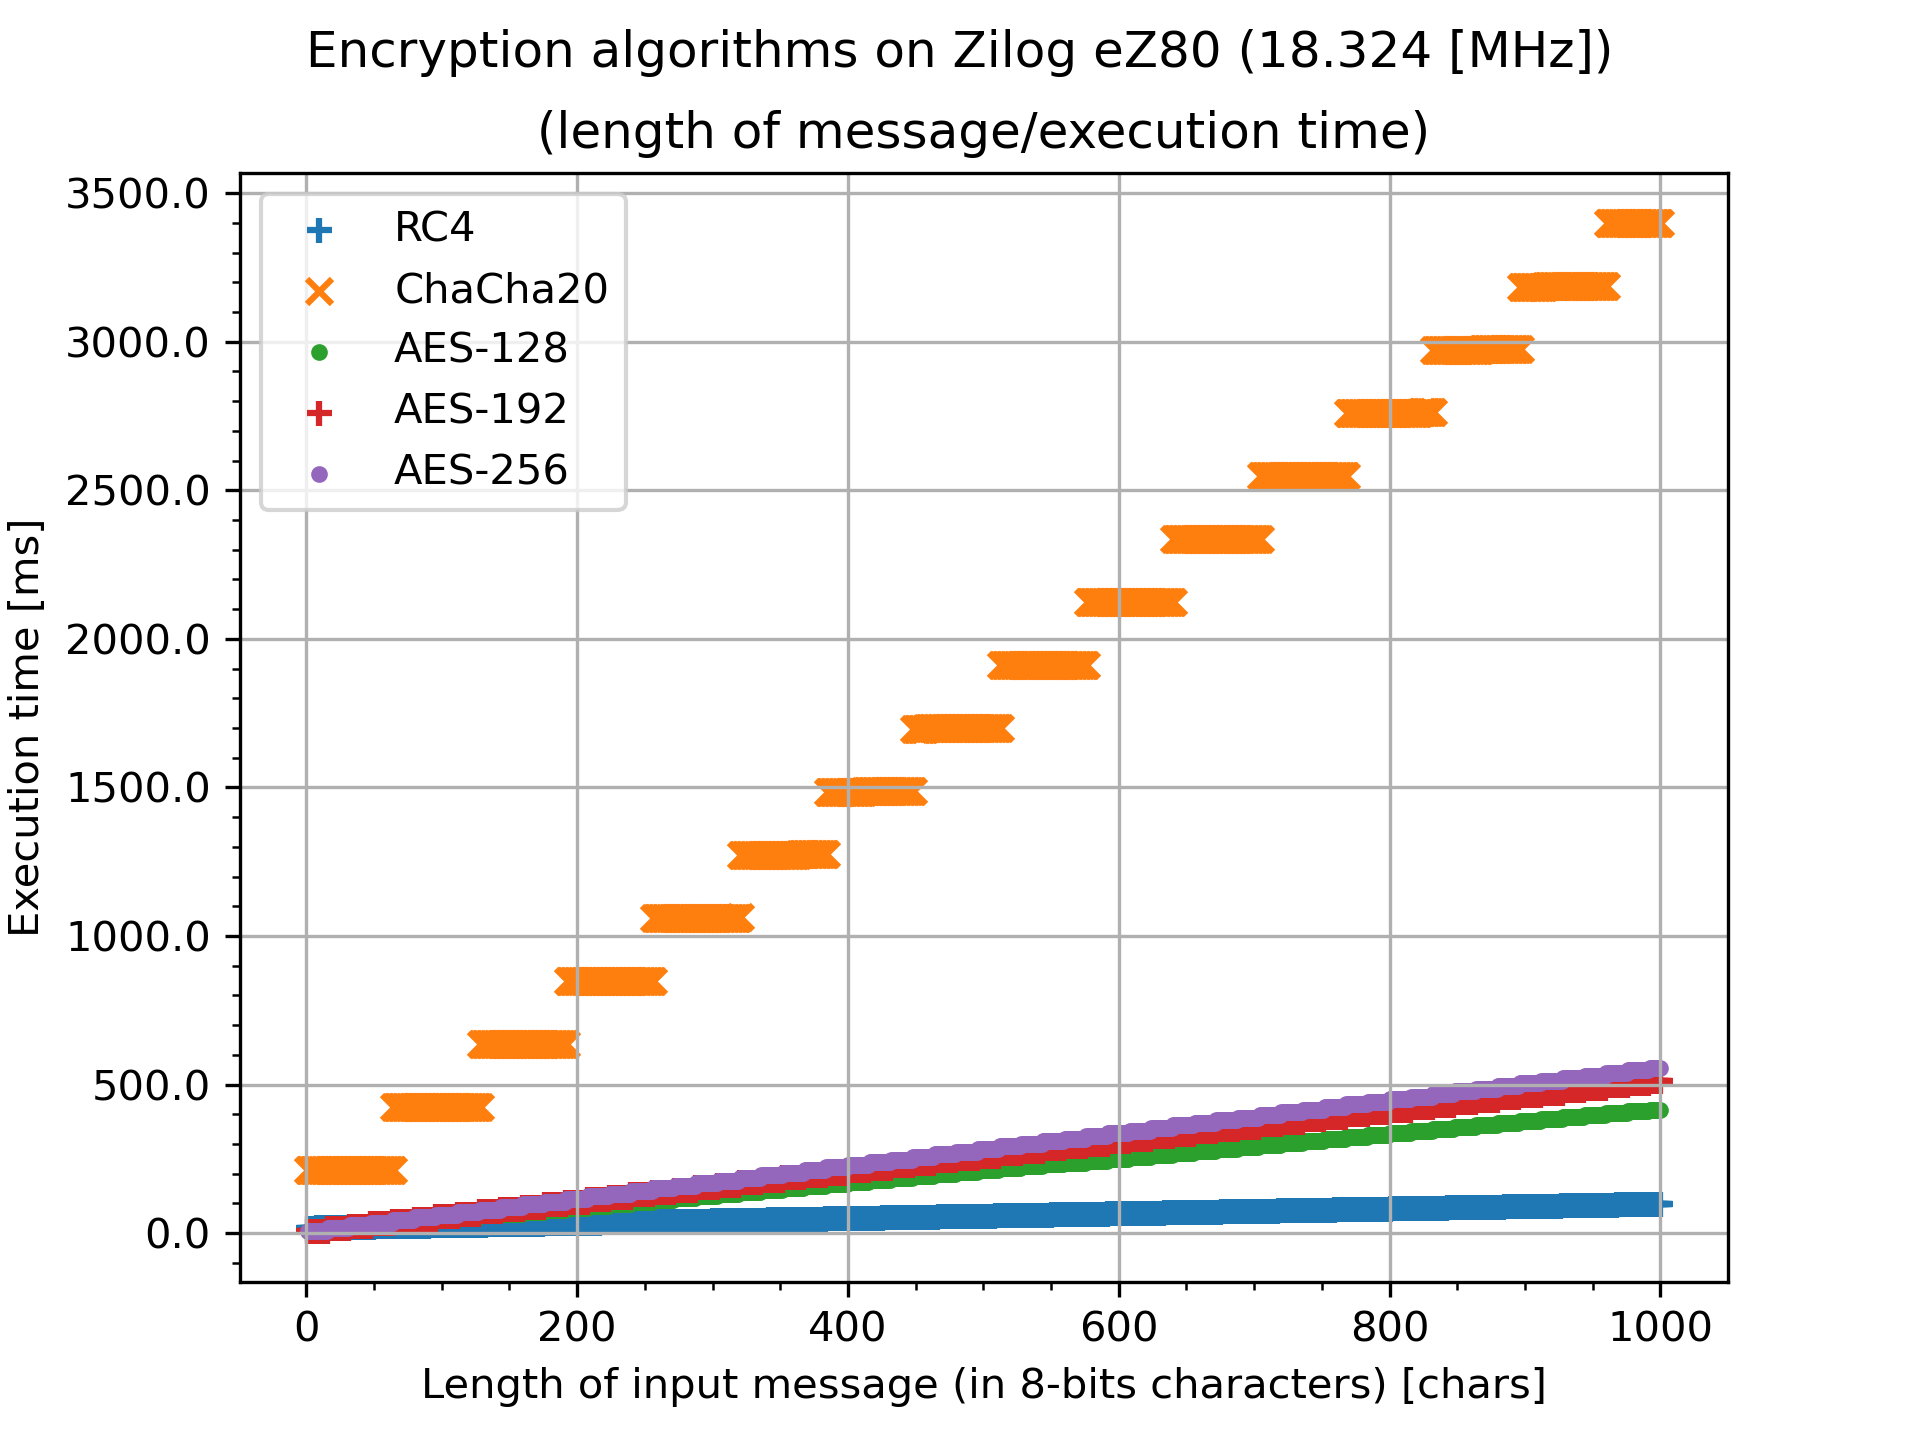 Encryption algorithms on Zilog eZ80 (18.324 [MHz])
(length of message/execution time)
3500.0
3000.0
2500.0
2000.0
1500.0
1000.0
500.0
0.0
Execution time [ms]
RC4
ChaCha20
AES-128
AES-192
AES-256
0 200 400 600 800 1000
Length of input message (in 8-bits characters) [chars]